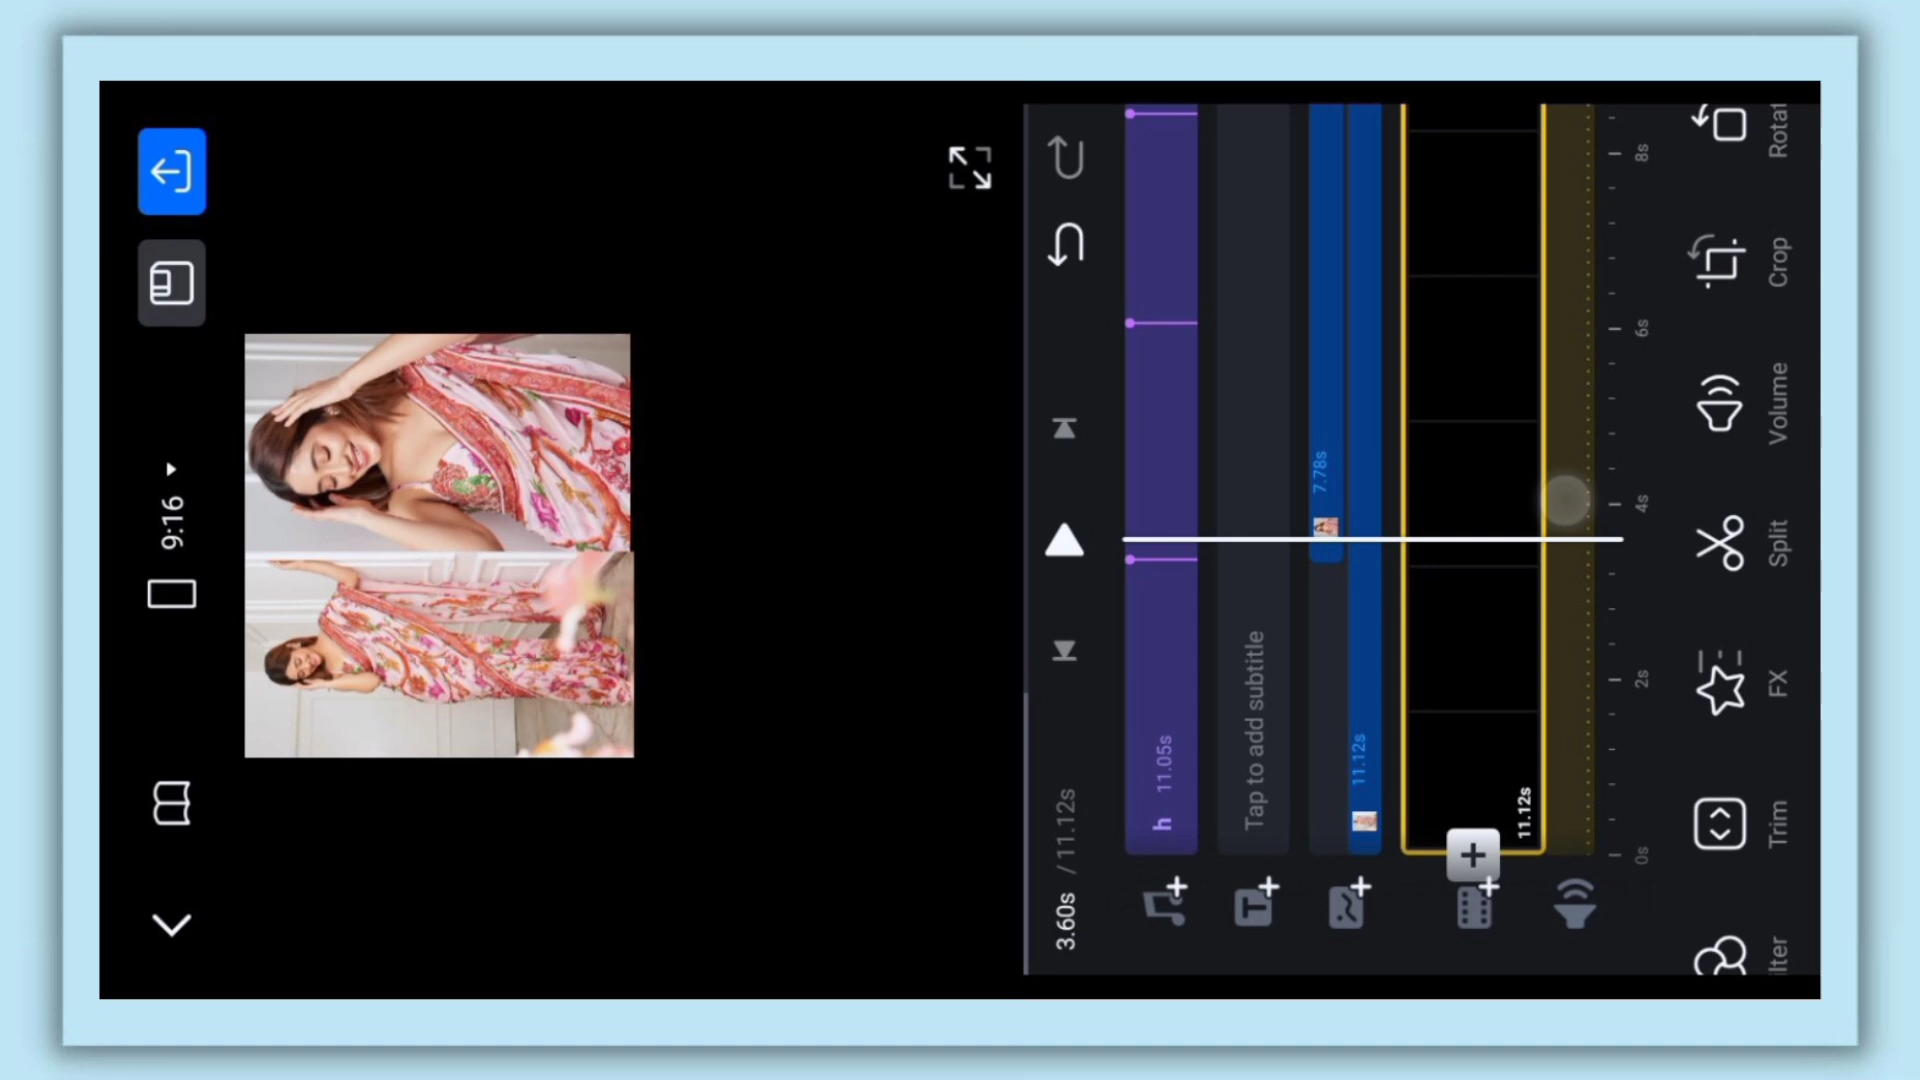 9:16
3.60s / 11.12s
h 11.05s
Tap to add subtitle
7.78s
11.12s
11.12s
0s 2s 4s 6s 8s
lter Trim FX Split Volume Crop Rotat